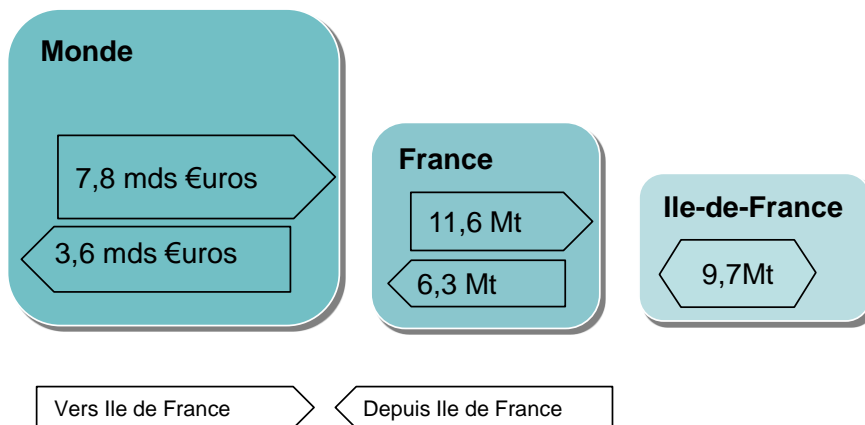 Monde
7,8 mds €uros
3,6 mds €uros
France
11,6 Mt
6,3 Mt
Ile-de-France
9,7Mt
Vers Ile de France
Depuis Ile de France